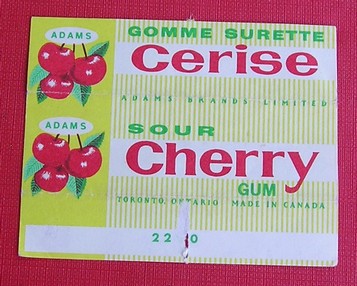 ADAMS
GOMME SURETTE
Cerise
ADAMS BRANDS LIMITED
ADAMS
SOUR
Cherry
GUM
TORONTO, ONTARIO MADE IN CANADA